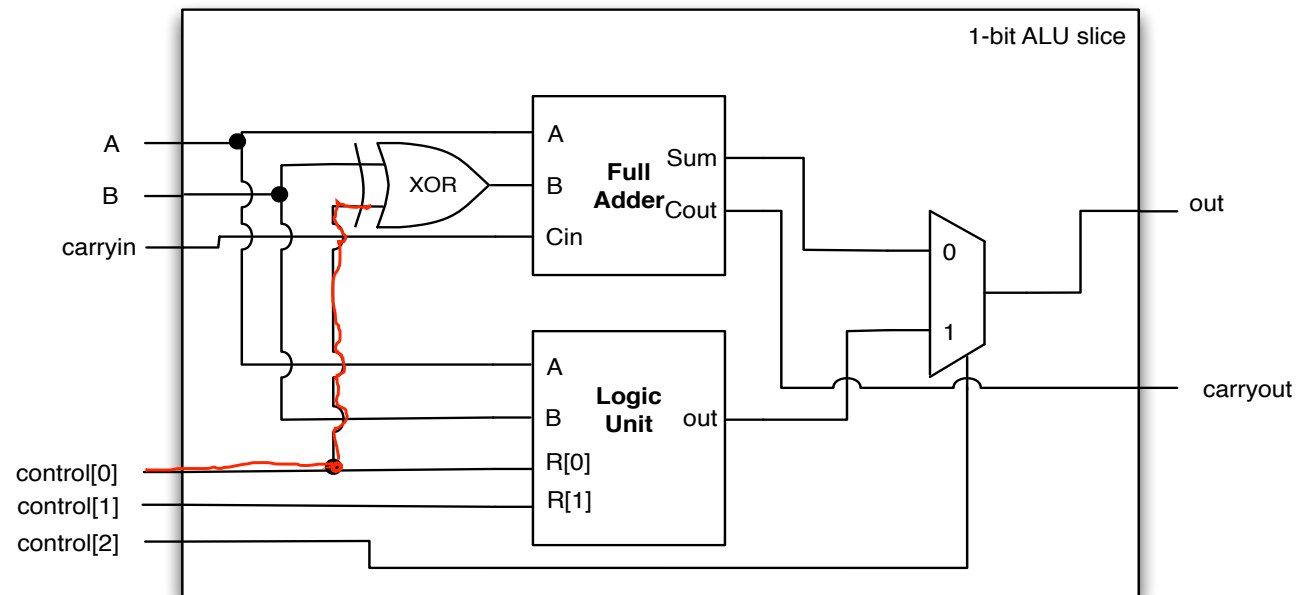 1-bit ALU slice
A
B
carryin
control[0]
control[1]
control[2]
XOR
A
B
Cin
Full
Adder
Sum
Cout
A
B
R[0]
R[1]
Logic
Unit
out
0
1
out
carryout